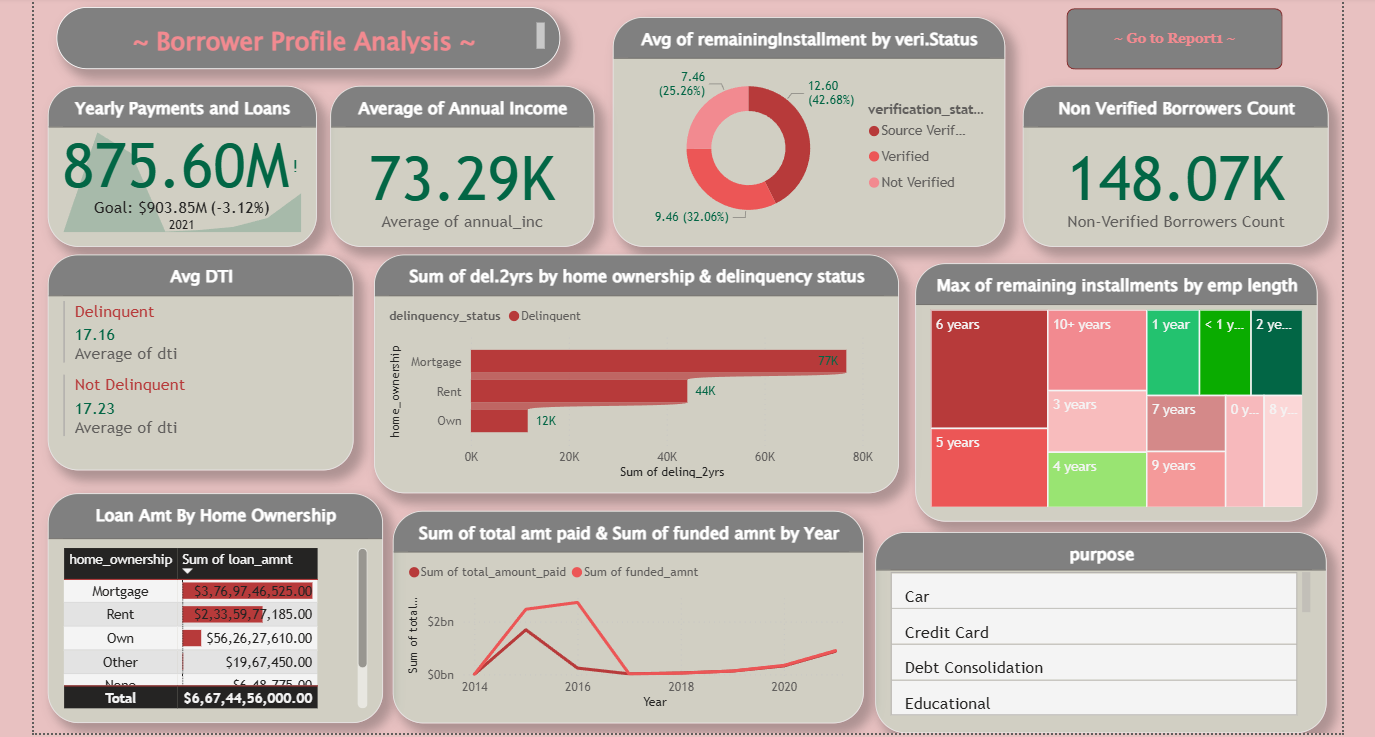 ~ Borrower Profile Analysis ~
Avg of remainingInstallment by veri.Status
~ Go to Report1 ~
7.46
(25.26%)
12.60
(42.68%)
9.46 (32.06%)
verification_stat...
Source Verif...
Verified
Not Verified
Yearly Payments and Loans
875.60M!
Goal: $903.85M (-3.12%)
2021
Average of Annual Income
73.29K
Average of annual_inc
Non Verified Borrowers Count
148.07K
Non-Verified Borrowers Count
Avg DTI
Delinquent
17.16
Average of dti
Not Delinquent
17.23
Average of dti
Sum of del.2yrs by home ownership & delinquency status
delinquency_status Delinquent
home_ownership
Mortgage 77K
Rent 44K
Own 12K
0K 20K 40K 60K 80K
Sum of delinq_2yrs
Max of remaining installments by emp length
6 years
10+ years
1 year
< 1 y...
2 ye...
3 years
7 years
0 y...
8 y...
5 years
4 years
9 years
Loan Amt By Home Ownership
home_ownership Sum of loan_amnt
Mortgage $3,76,97,46,525.00
Rent $2,33,59,77,185.00
Own $56,26,27,610.00
Other $19,67,450.00
None $6,48,775.00
Total $6,67,44,56,000.00
Sum of total amt paid & Sum of funded amnt by Year
Sum of total_amount_paid Sum of funded_amnt
Sum of total...
$2bn
$0bn
2014 2016 2018 2020
Year
purpose
Car
Credit Card
Debt Consolidation
Educational